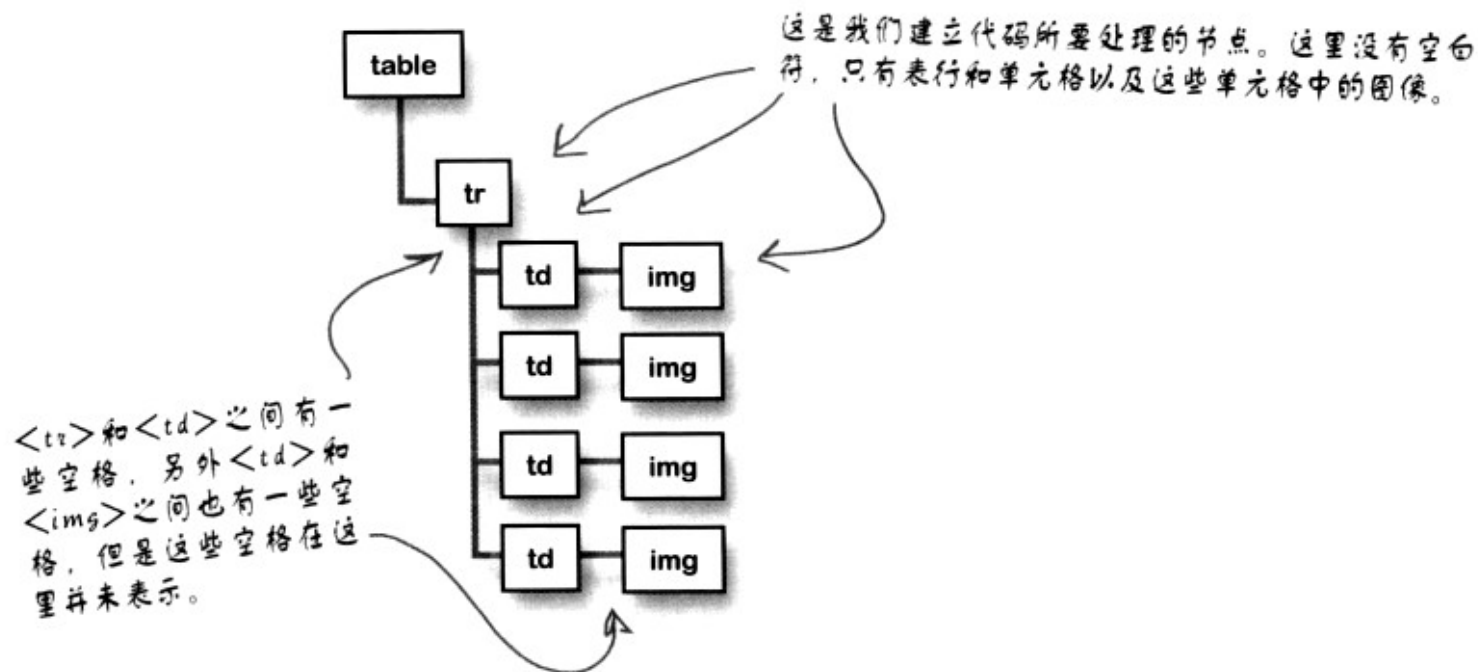 这是我们建立代码所要处理的节点。这里没有空白
符，只有表行和单元格以及这些单元格中的图像。
table
tr
td
img
td
img
td
img
td
img
<tr>和<td>之间有一
些空格，另外<td>和
<img>之间也有一些空
格，但是这些空格在这
里并未表示。